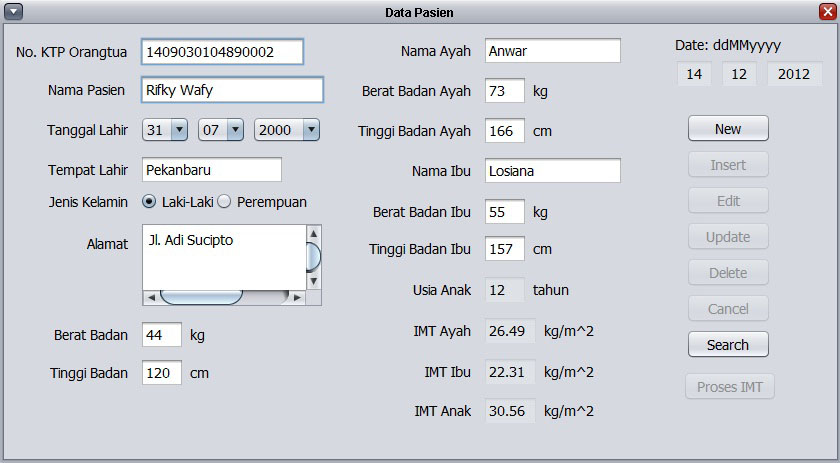 Data Pasien
No. KTP Orangtua 1409030104890002
Nama Pasien Rifky Wafy
Tanggal Lahir 31 07 2000
Tempat Lahir Pekanbaru
Jenis Kelamin Laki-Laki Perempuan
Alamat Jl. Adi Sucipto
Berat Badan 44 kg
Tinggi Badan 120 cm
Nama Ayah Anwar
Berat Badan Ayah 73 kg
Tinggi Badan Ayah 166 cm
Nama Ibu Losiana
Berat Badan Ibu 55 kg
Tinggi Badan Ibu 157 cm
Usia Anak 12 tahun
IMT Ayah 26.49 kg/m^2
IMT Ibu 22.31 kg/m^2
IMT Anak 30.56 kg/m^2
Date: ddMMyyyy
14 12 2012
New
Insert
Edit
Update
Delete
Cancel
Search
Proses IMT